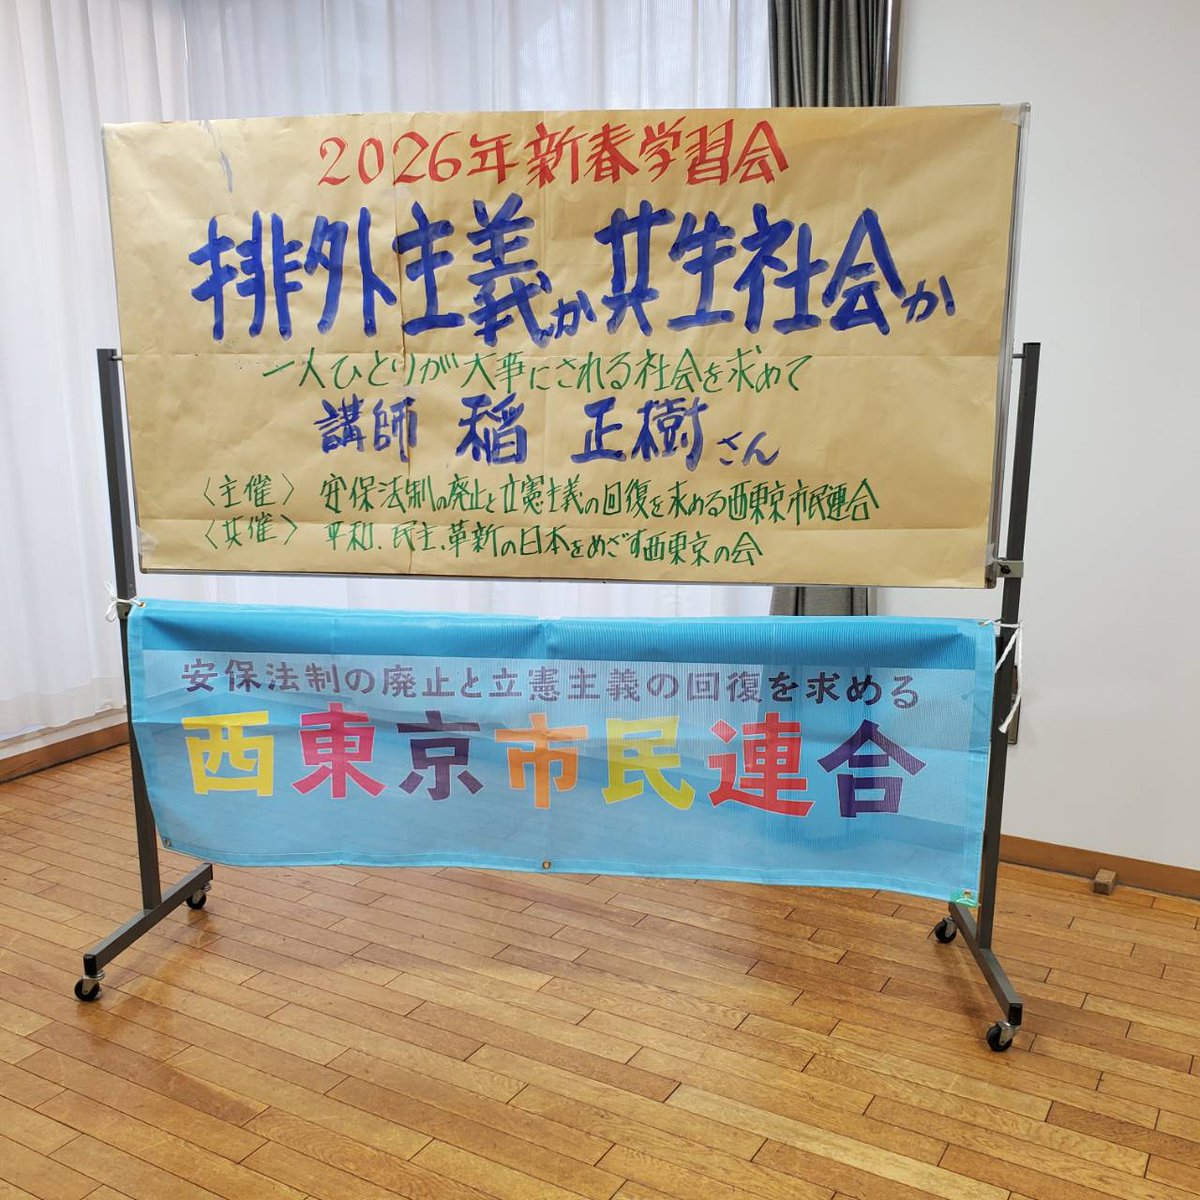 2026年新春学習会
排外主義か共生社会か
一人ひとりが大事にされる社会を求めて
講師 稲 正樹さん
〈主催〉 安保法制の廃止と立憲主義の回復を求める西東京市民連合
〈共催〉 平和、民主、革新の日本をめざす西東京の会
安保法制の廃止と立憲主義の回復を求める
西東京市民連合